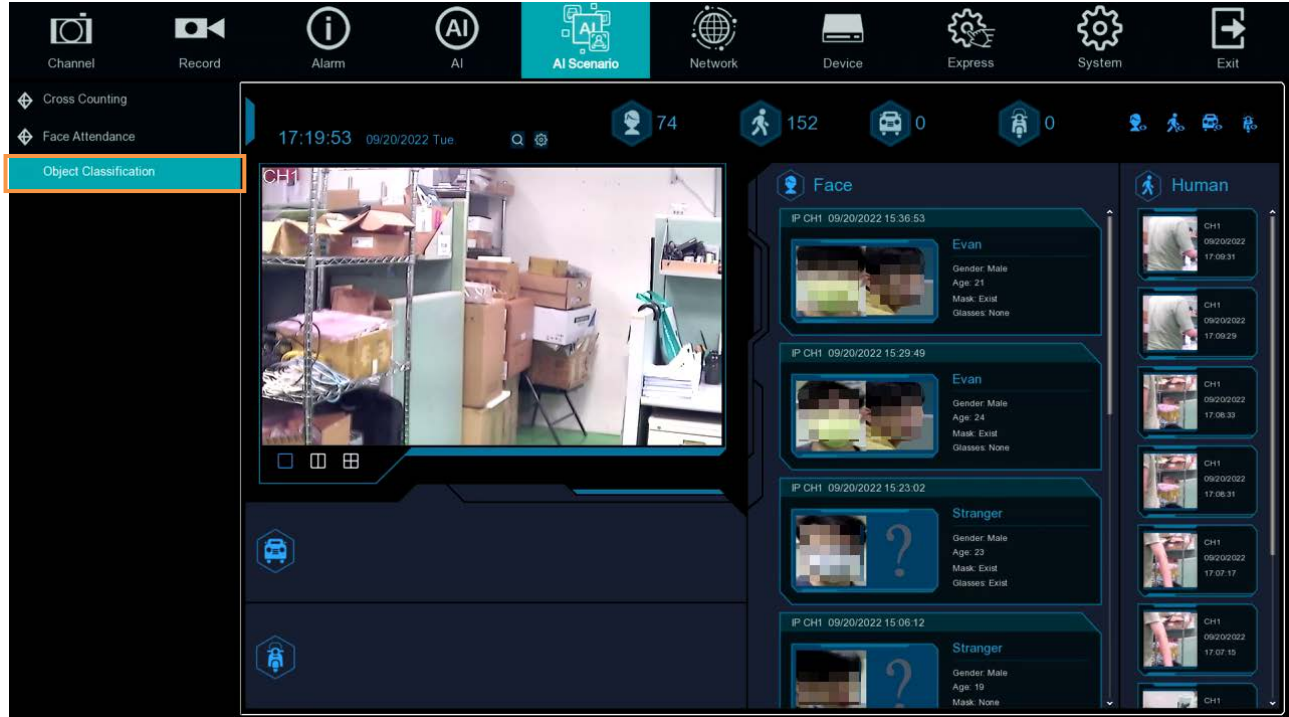 Channel
Record
Alarm
AI
AI
AI
AI Scenario
Network
Device
Express
System
Exit
Cross Counting
Face Attendance
Object Classification
17:19:53 09/20/2022 Tue.
74
152
0
0
CH1
Face
IP CH1 09/20/2022 15:36:53
Evan
Gender: Male
Age: 21
Mask: Exist
Glasses: None
IP CH1 09/20/2022 15:29:49
Evan
Gender: Male
Age: 24
Mask: Exist
Glasses: None
IP CH1 09/20/2022 15:23:02
Stranger
Gender: Male
Age: 23
Mask: Exist
Glasses: Exist
?
IP CH1 09/20/2022 15:06:12
Stranger
Gender: Male
Age: 19
Mask: None
?
Human
CH1
09/20/2022
17:09:31
CH1
09/20/2022
17:09:29
CH1
09/20/2022
17:08:33
CH1
09/20/2022
17:08:31
CH1
09/20/2022
17:07:17
CH1
09/20/2022
17:07:15
CH1